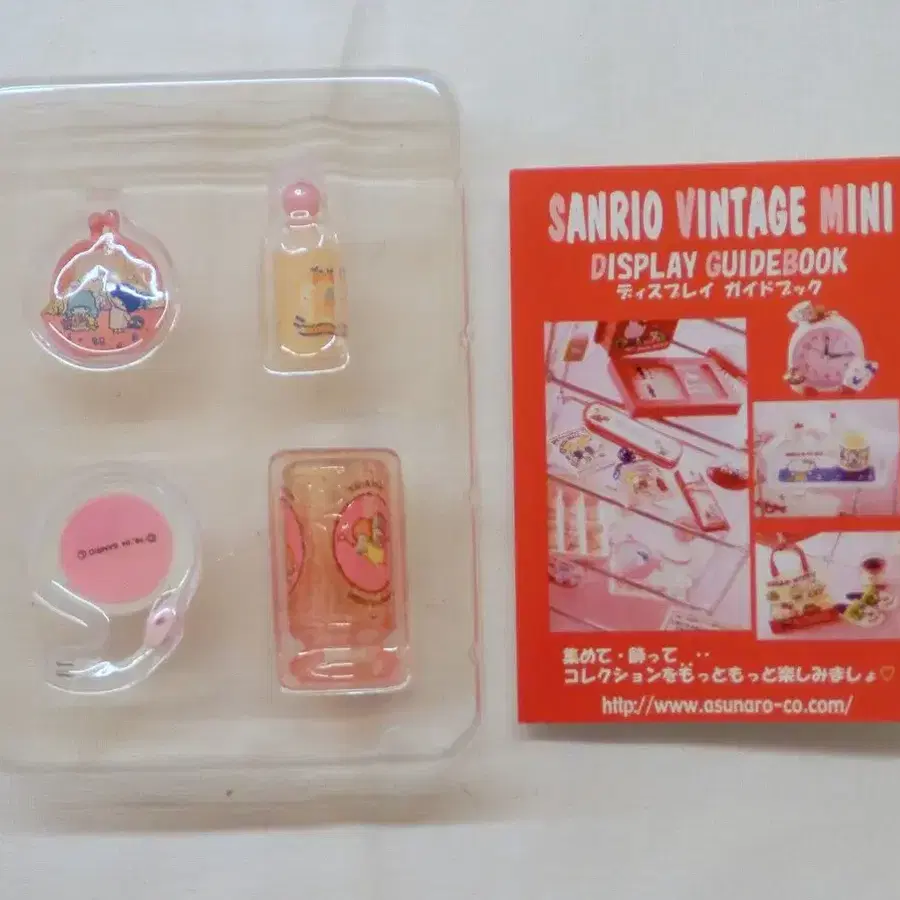 SANRIO VINTAGE MINI
DISPLAY GUIDEBOOK
ディスプレイ ガイドブック
集めて・飾って‥‥
コレクションをもっともっと楽しみましょ♡
http://www.asunaro-co.com/